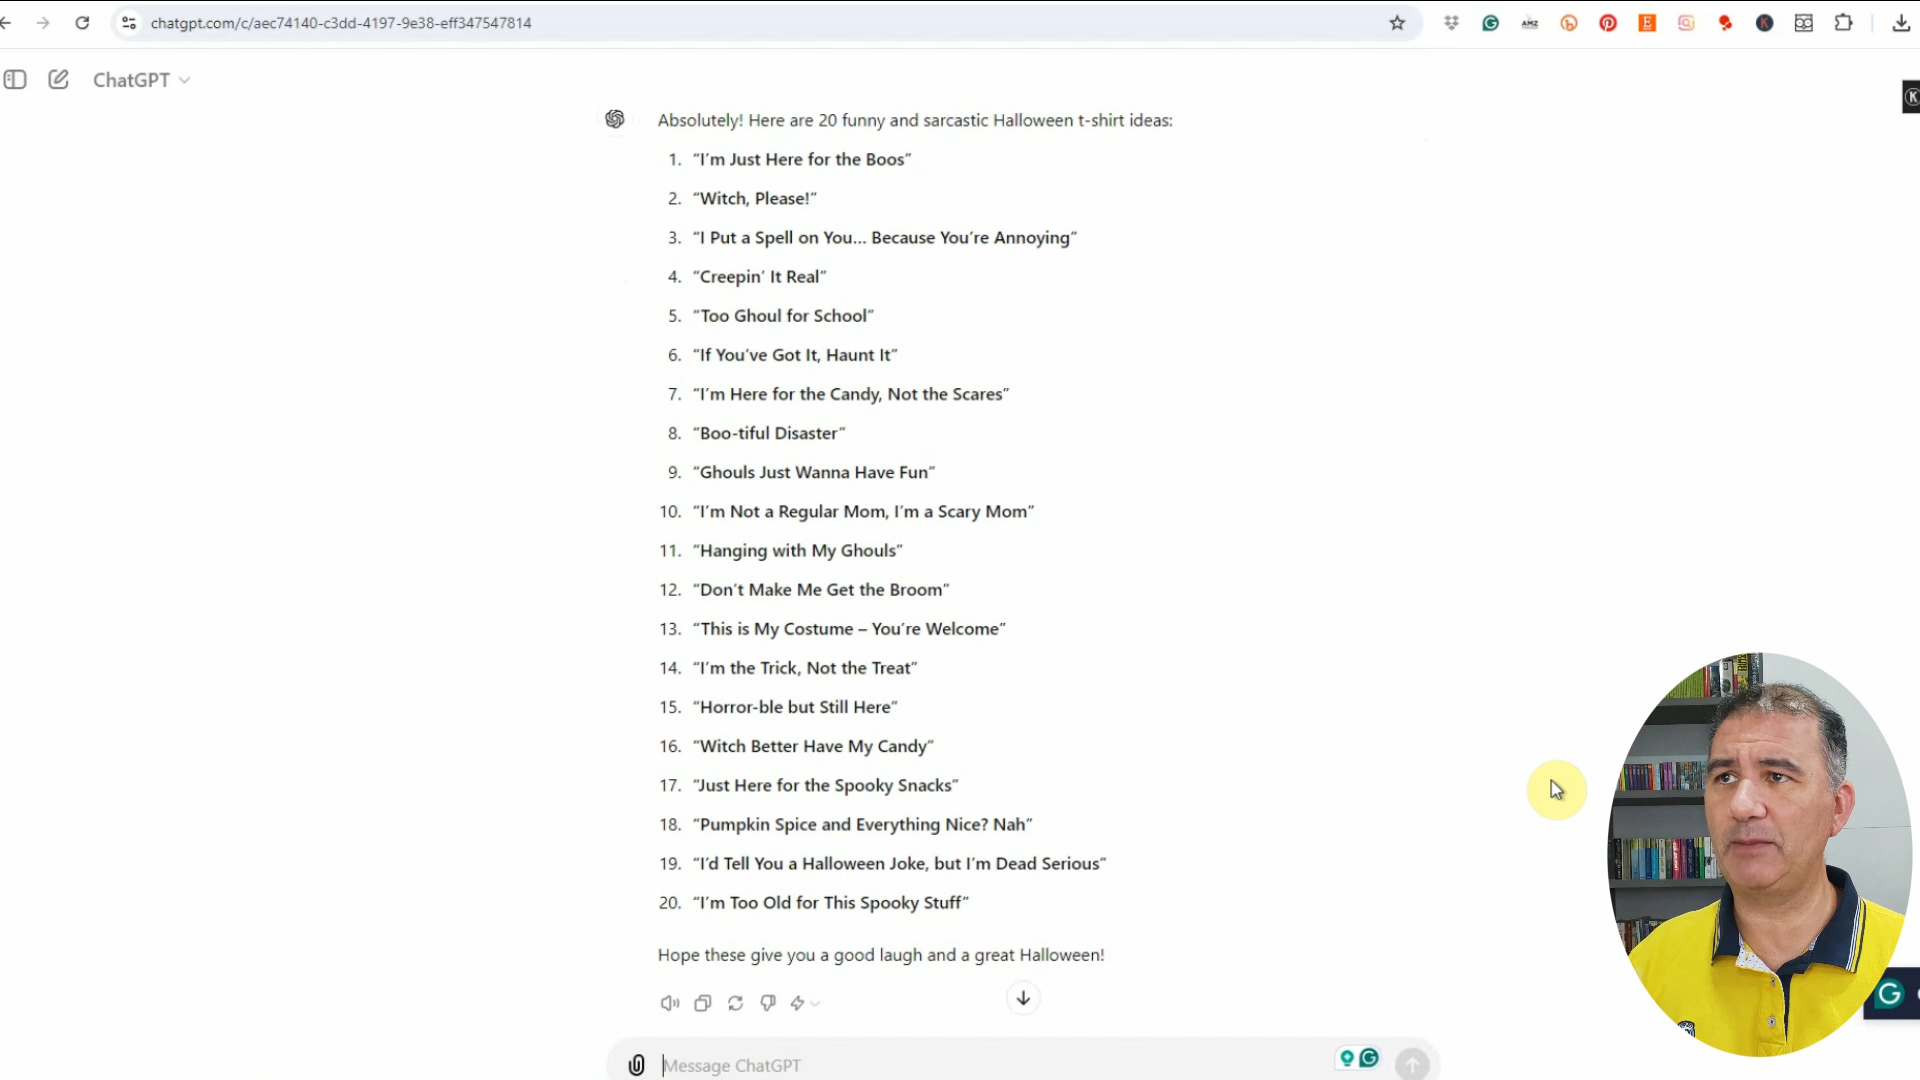 chatgpt.com/c/aec74140-c3dd-4197-9e38-eff347547814
AMZ
ChatGPT
Absolutely! Here are 20 funny and sarcastic Halloween t-shirt ideas:
1. “I’m Just Here for the Boos”
2. “Witch, Please!”
3. “I Put a Spell on You... Because You’re Annoying”
4. “Creepin’ It Real”
5. “Too Ghoul for School”
6. “If You’ve Got It, Haunt It”
7. “I’m Here for the Candy, Not the Scares”
8. “Boo-tiful Disaster”
9. “Ghouls Just Wanna Have Fun”
10. “I’m Not a Regular Mom, I’m a Scary Mom”
11. “Hanging with My Ghouls”
12. “Don’t Make Me Get the Broom”
13. “This is My Costume – You’re Welcome”
14. “I’m the Trick, Not the Treat”
15. “Horror-ble but Still Here”
16. “Witch Better Have My Candy”
17. “Just Here for the Spooky Snacks”
18. “Pumpkin Spice and Everything Nice? Nah”
19. “I’d Tell You a Halloween Joke, but I’m Dead Serious”
20. “I’m Too Old for This Spooky Stuff”
Hope these give you a good laugh and a great Halloween!
Message ChatGPT